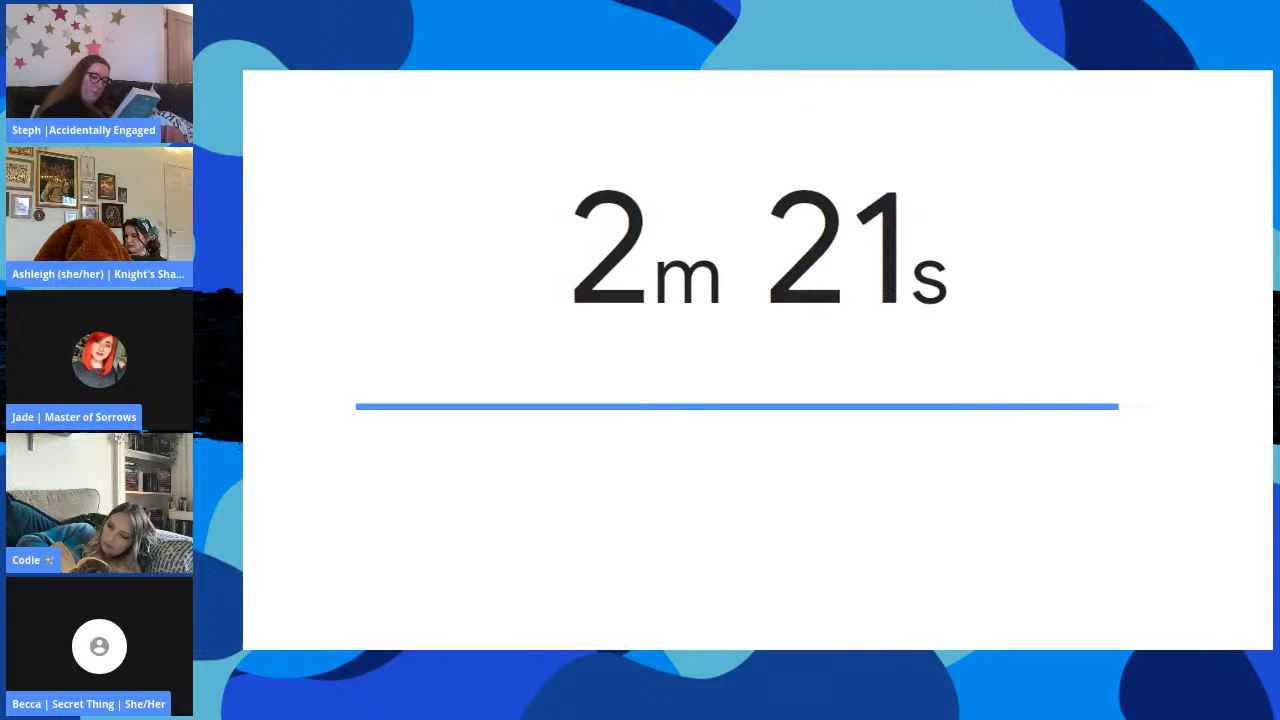 Steph |Accidentally Engaged
2m 21s
Ashleigh (she/her) | Knight's Sha...
Jade | Master of Sorrows
Codie ✨
Becca | Secret Thing | She/Her